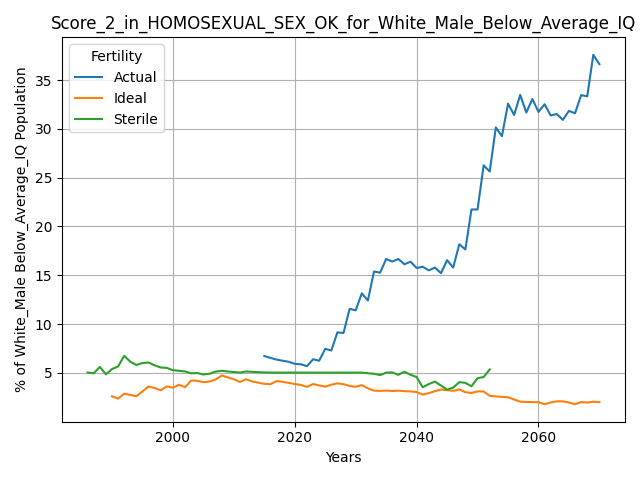 Score_2_in_HOMOSEXUAL_SEX_OK_for_White_Male_Below_Average_IQ
Fertility
Actual
Ideal
Sterile
% of White_Male Below_Average_IQ Population
35
30
25
20
15
10
5
2000
2020
2040
2060
Years